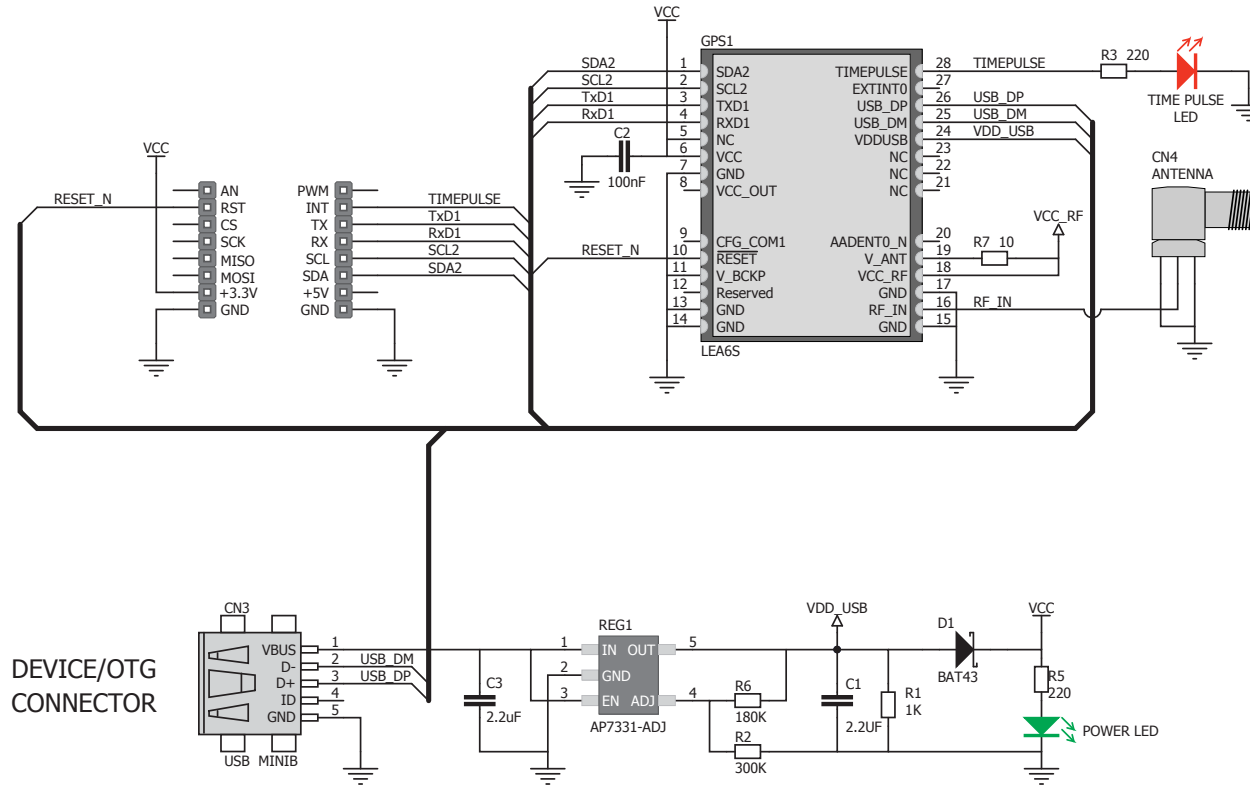 VCC
GPS1
SDA2 1 SDA2 TIMEPULSE 28 TIMEPULSE R3 220
SCL2 2 SCL2 EXTINT0 27
TxD1 3 TXD1 USB_DP 26 USB_DP
RxD1 4 RXD1 USB_DM 25 USB_DM
5 NC VDDUSB 24 VDD_USB
6 VCC NC 23
7 GND NC 22
8 VCC_OUT NC 21
9 CFG_COM1 AADENT0_N 20
RESET_N 10 RESET V_ANT 19 R7 10
11 V_BCKP VCC_RF 18
12 Reserved GND 17
13 GND RF_IN 16 RF_IN
14 GND GND 15
LEA6S
C2
100nF
TIME PULSE
LED
CN4
ANTENNA
VCC_RF
VCC
AN PWM
RESET_N RST INT TIMEPULSE
CS TX TxD1
SCK RX RxD1
MISO SCL SCL2
MOSI SDA SDA2
+3.3V +5V
GND GND
DEVICE/OTG
CONNECTOR
CN3
VBUS 1
D- 2 USB_DM
D+ 3 USB_DP
ID 4
GND 5
USB MINIB
C3
2.2uF
REG1
1 IN OUT 5
2 GND
3 EN ADJ 4
AP7331-ADJ
R6
180K
R2
300K
VDD_USB
C1
2.2UF
R1
1K
D1
BAT43
VCC
R5
220
POWER LED